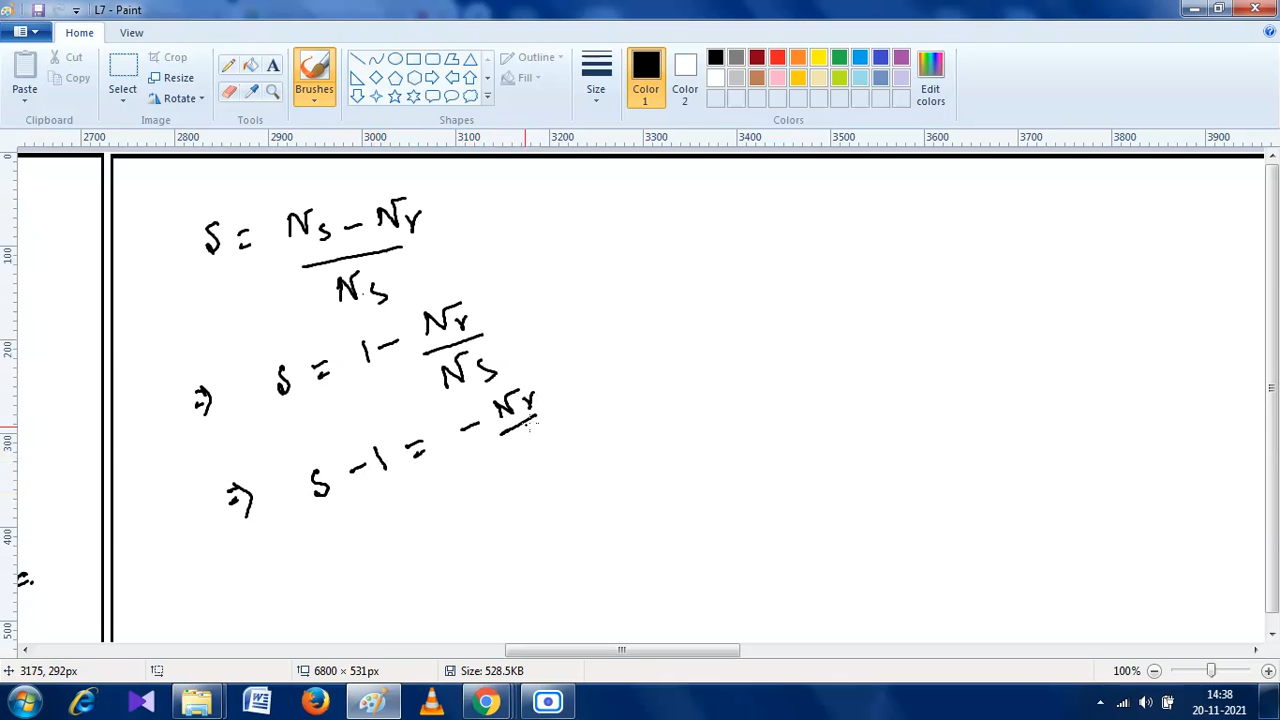 L7 - Paint
Home View
Paste Cut Copy
Clipboard
Select Crop Resize Rotate
Image
Tools
Brushes
Outline Fill
Shapes
Size
Color 1 Color 2
Edit colors
Colors
2700 2800 2900 3000 3100 3200 3300 3400 3500 3600 3700 3800 3900
0
100
200
300
400
500
S = Ns - Nr / Ns
⇒ S = 1 - Nr / Ns
⇒ S - 1 = - Nr /
=.
3175, 292px 6800 × 531px Size: 528.5KB 100%
14:38
20-11-2021